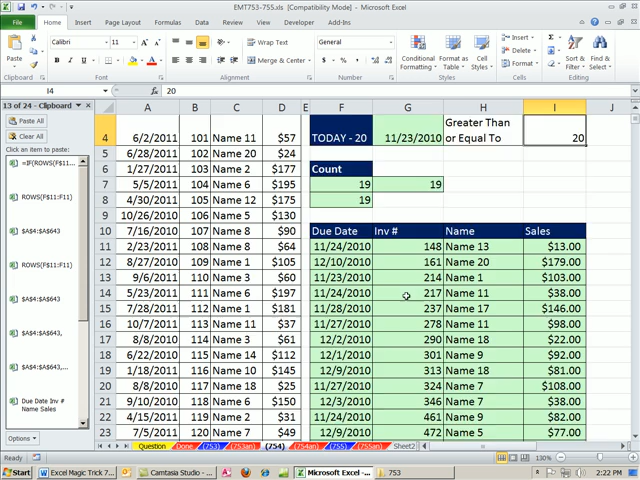 EMT753-755.xls [Compatibility Mode] - Microsoft Excel
File Home Insert Page Layout Formulas Data Review View Developer Add-Ins
Calibri 11 Wrap Text General Insert Σ
Paste B I U Merge & Center $ % , Conditional Formatting Format as Table Cell Styles Delete Format Sort & Filter Find & Select
Clipboard Font Alignment Number Styles Cells Editing
I4 fx 20
13 of 24 - Clipboard A B C D E F G H I J
Paste All
Clear All
Click an item to paste:
4 6/2/2011 101 Name 11 $57 TODAY - 20 11/23/2010 Greater Than or Equal To 20
5 6/28/2011 102 Name 20 $24
6 1/27/2011 103 Name 2 $177 Count
7 5/5/2011 104 Name 6 $195 19 19
8 4/30/2011 105 Name 12 $175 19
9 10/26/2010 106 Name 5 $130
10 7/16/2010 107 Name 8 $90 Due Date Inv # Name Sales
11 2/23/2011 108 Name 8 $64 11/24/2010 148 Name 13 $13.00
12 8/27/2010 109 Name 1 $105 12/10/2010 161 Name 20 $179.00
13 9/6/2011 110 Name 3 $60 11/23/2010 214 Name 1 $103.00
14 5/23/2011 111 Name 6 $197 11/24/2010 217 Name 11 $38.00
15 7/28/2011 112 Name 1 $181 11/28/2010 237 Name 17 $146.00
16 10/7/2011 113 Name 11 $37 11/27/2010 278 Name 11 $98.00
17 8/8/2011 114 Name 3 $61 12/2/2010 290 Name 18 $22.00
18 6/22/2010 115 Name 14 $112 12/1/2010 301 Name 9 $92.00
19 1/18/2011 116 Name 10 $145 12/2/2010 313 Name 18 $81.00
20 8/8/2010 117 Name 18 $25 11/27/2010 324 Name 7 $108.00
21 9/10/2010 118 Name 6 $150 12/3/2010 346 Name 7 $38.00
22 4/15/2011 119 Name 2 $31 11/24/2010 461 Name 9 $82.00
23 7/5/2011 120 Name 7 $49 12/9/2010 472 Name 5 $77.00
=IF(ROWS(F$11...
ROWS(F$11:F11)
$A$4:$A$643
ROWS(F$11:F11)
$A$4:$A$643
$A$4:$A$643,
$A$4:$A$643,...
Due Date Inv # Name Sales
Options
Question Done (753) (753an) (754) (754an) (755) (755an) Sheet2
Ready 130%
Start Excel Magic Trick 7... Camtasia Studio - ... Microsoft Excel - ... 753 2:22 PM